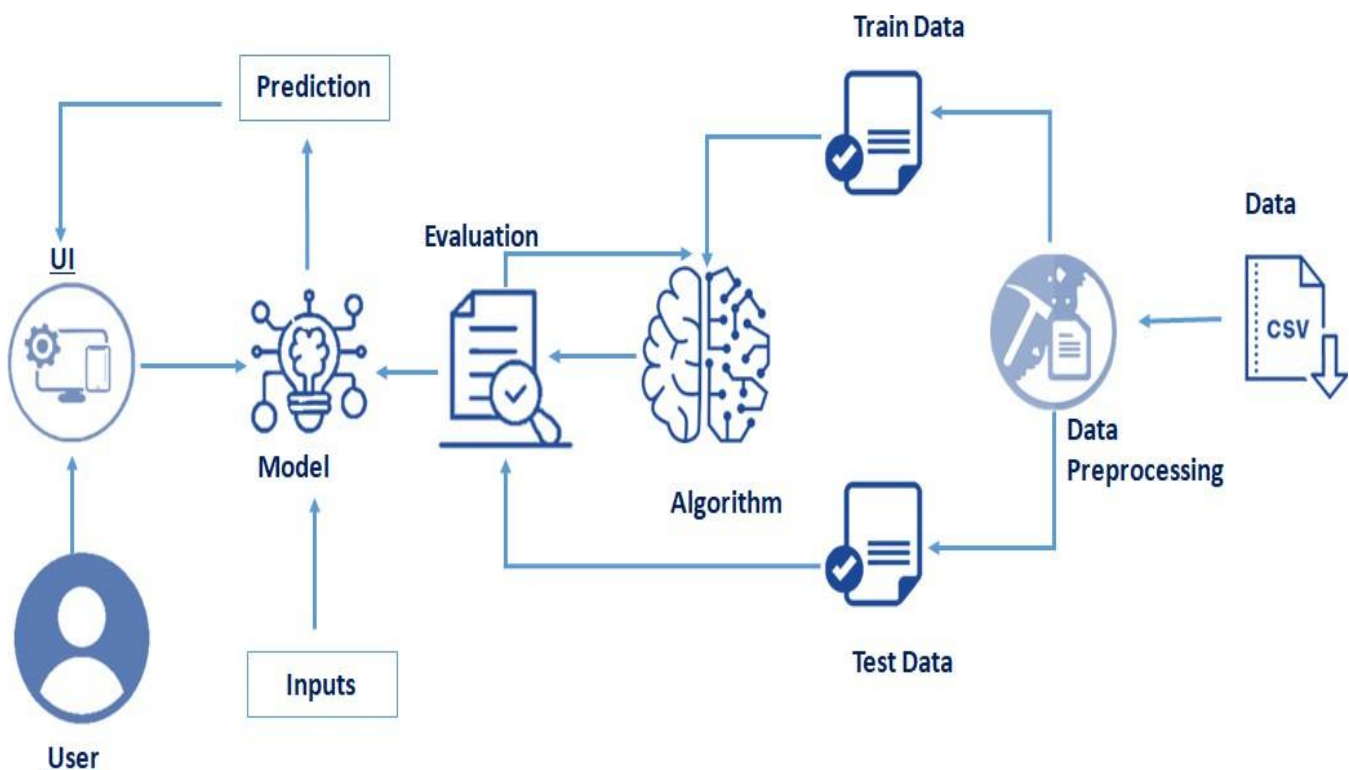 Train Data
Prediction
Data
Evaluation
UI
CSV
Data
Preprocessing
Model
Algorithm
Test Data
Inputs
User